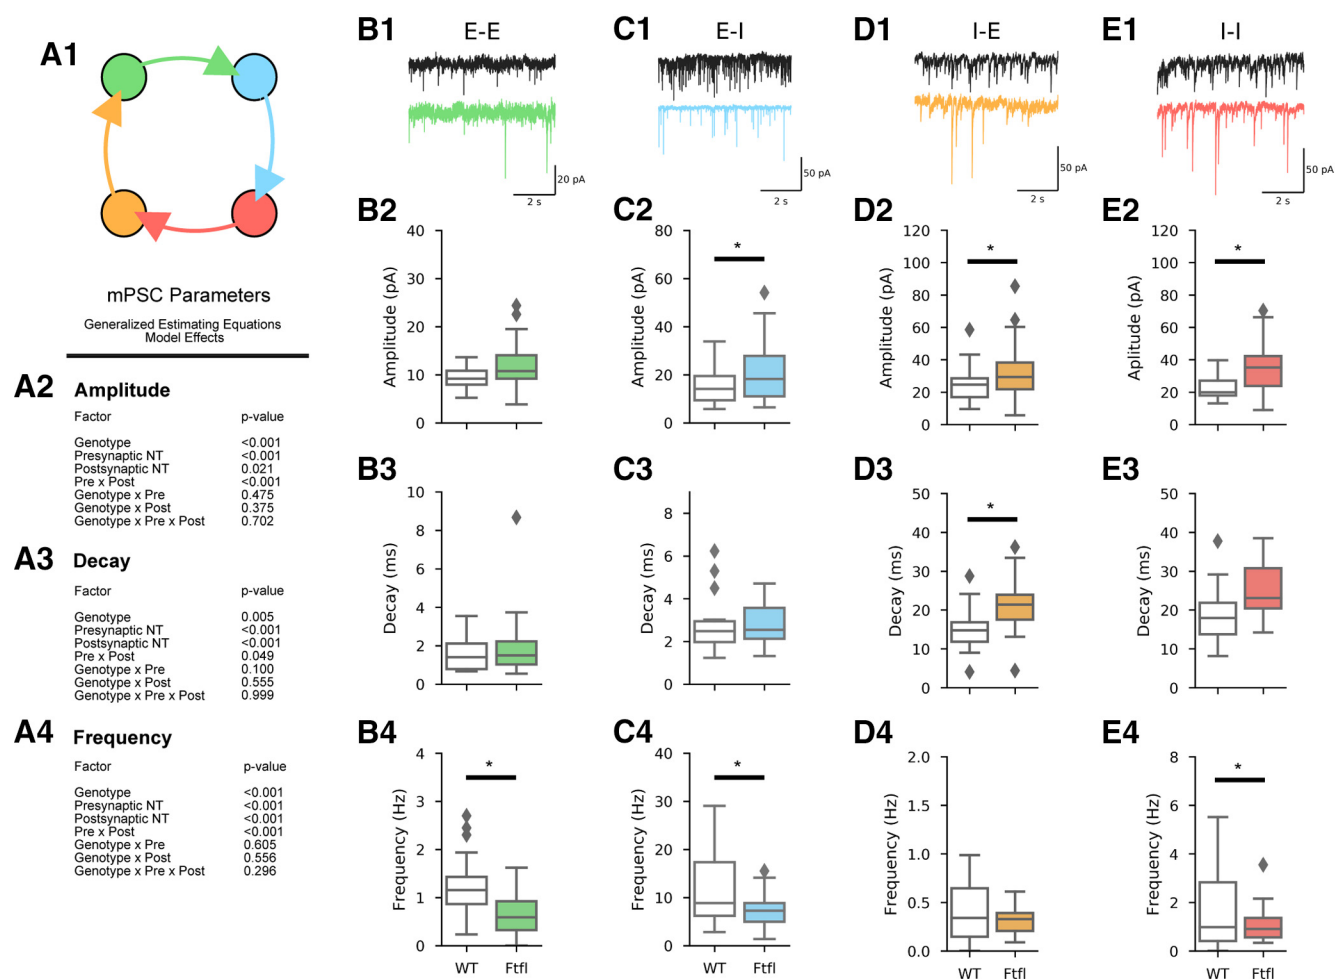 A1
mPSC Parameters
Generalized Estimating Equations
Model Effects
A2 Amplitude
Factor p-value
Genotype <0.001
Presynaptic NT <0.001
Postsynaptic NT 0.021
Pre x Post <0.001
Genotype x Pre 0.475
Genotype x Post 0.375
Genotype x Pre x Post 0.702
A3 Decay
Factor p-value
Genotype 0.005
Presynaptic NT <0.001
Postsynaptic NT <0.001
Pre x Post 0.049
Genotype x Pre 0.100
Genotype x Post 0.555
Genotype x Pre x Post 0.999
A4 Frequency
Factor p-value
Genotype <0.001
Presynaptic NT <0.001
Postsynaptic NT <0.001
Pre x Post <0.001
Genotype x Pre 0.605
Genotype x Post 0.556
Genotype x Pre x Post 0.296
B1 E-E
20 pA
2 s
C1 E-I
50 pA
2 s
D1 I-E
50 pA
2 s
E1 I-I
50 pA
2 s
B2
Amplitude (pA)
40
30
20
10
0
C2
Amplitude (pA)
80
60
40
20
0
*
D2
Amplitude (pA)
120
100
80
60
40
20
0
*
E2
Aplitude (pA)
120
100
80
60
40
20
0
*
B3
Decay (ms)
10
8
6
4
2
0
C3
Decay (ms)
8
6
4
2
0
D3
Decay (ms)
50
40
30
20
10
0
*
E3
Decay (ms)
50
40
30
20
10
0
B4
Frequency (Hz)
4
3
2
1
0
*
WT Ftfl
C4
Frequency (Hz)
40
30
20
10
0
*
WT Ftfl
D4
Frequency (Hz)
2.0
1.5
1.0
0.5
0.0
WT Ftfl
E4
Frequency (Hz)
8
6
4
2
0
*
WT Ftfl